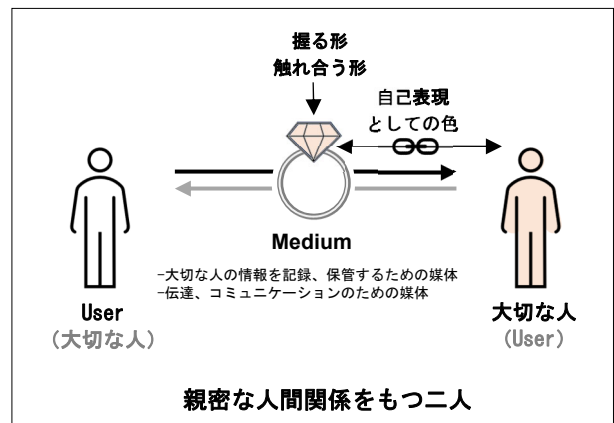 握る形
触れ合う形
自己表現
としての色
Medium
-大切な人の情報を記録、保管するための媒体
-伝達、コミュニケーションのための媒体
User
(大切な人)
大切な人
(User)
親密な人間関係をもつ二人